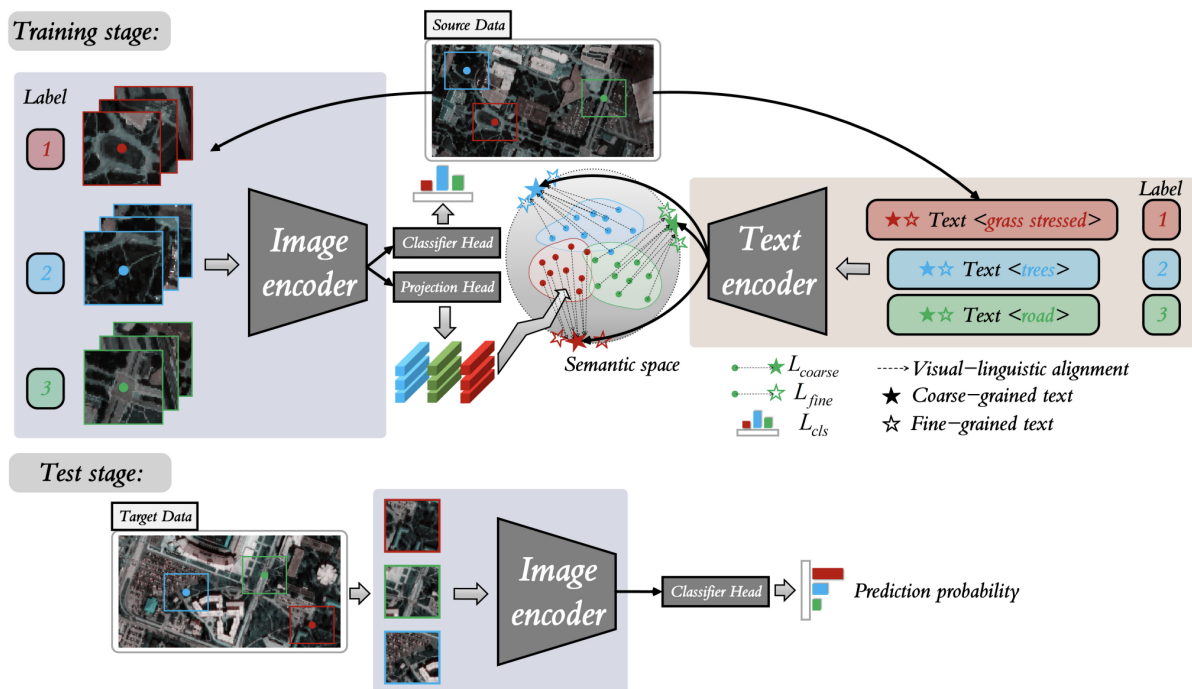 Training stage:
Source Data
Label
1
2
3
Image
encoder
Classifier Head
Projection Head
Semantic space
Text
encoder
Label
Text <grass stressed>
1
Text <trees>
2
Text <road>
3
L_coarse
L_fine
L_cls
Visual-linguistic alignment
Coarse-grained text
Fine-grained text
Test stage:
Target Data
Image
encoder
Classifier Head
Prediction probability